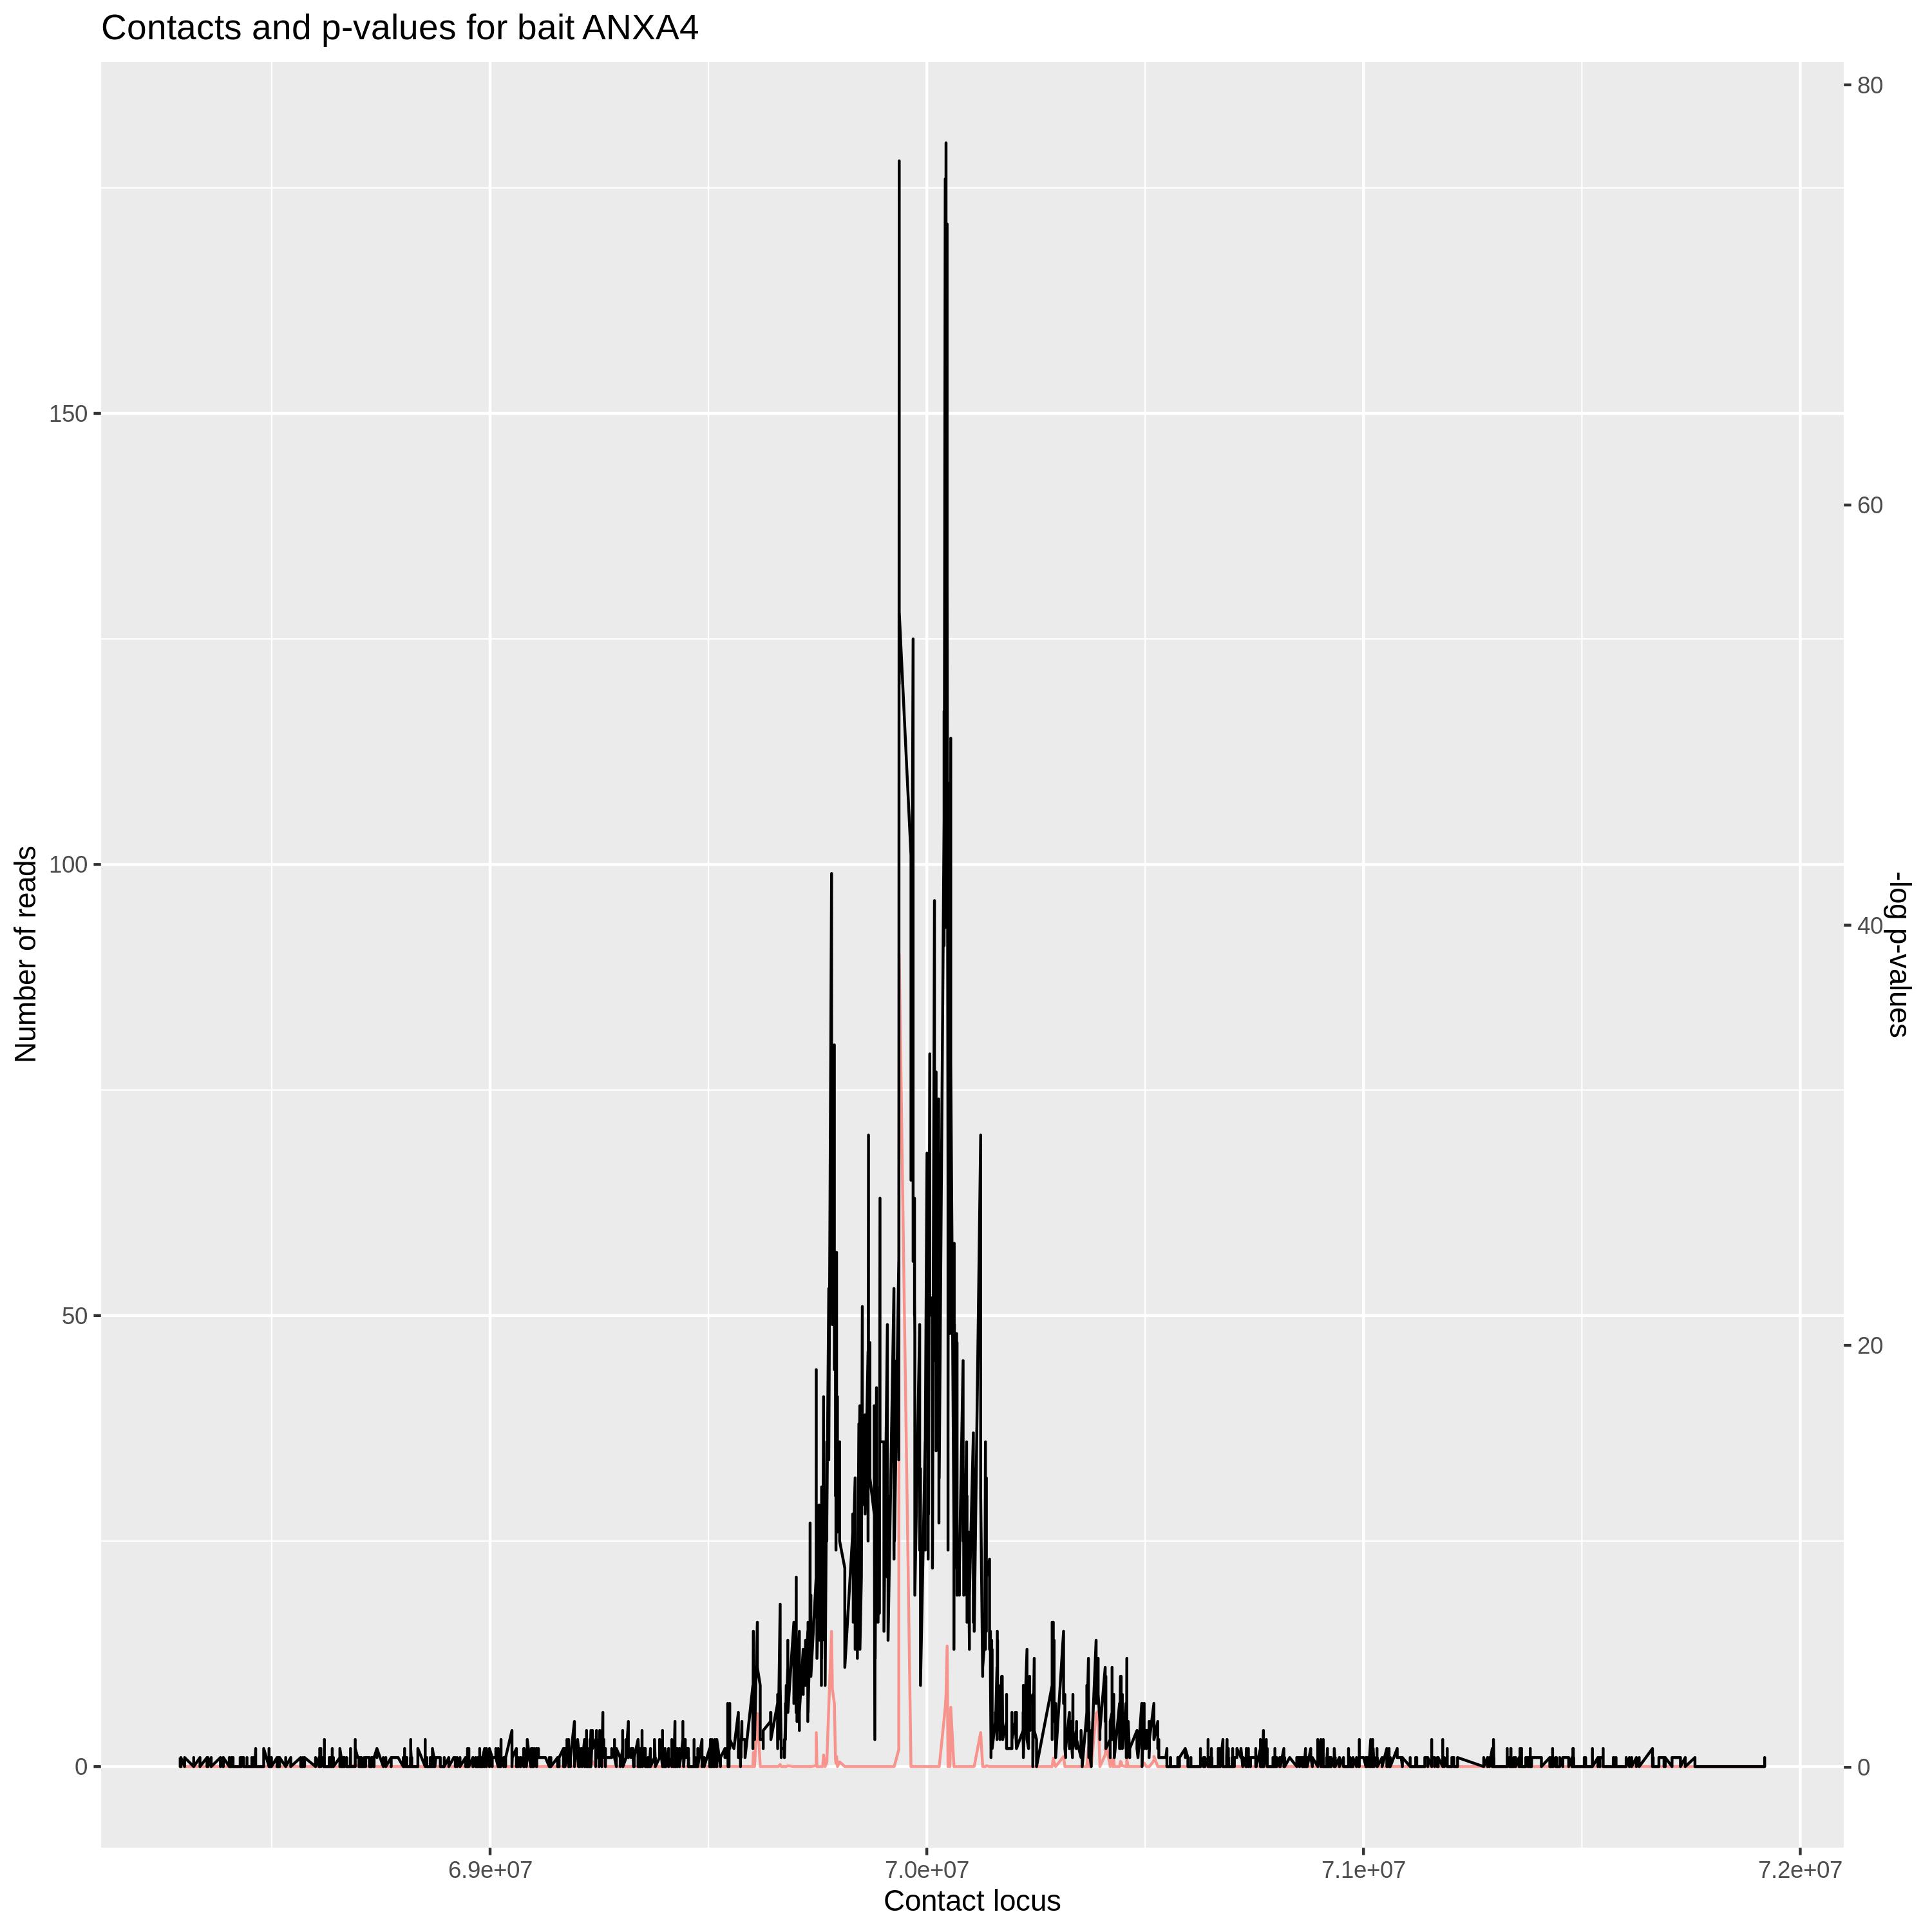 Contacts and p-values for bait ANXA4
Number of reads
150
100
50
0
80
60
40
20
0
-log p-values
6.9e+07 7.0e+07 7.1e+07 7.2e+07
Contact locus